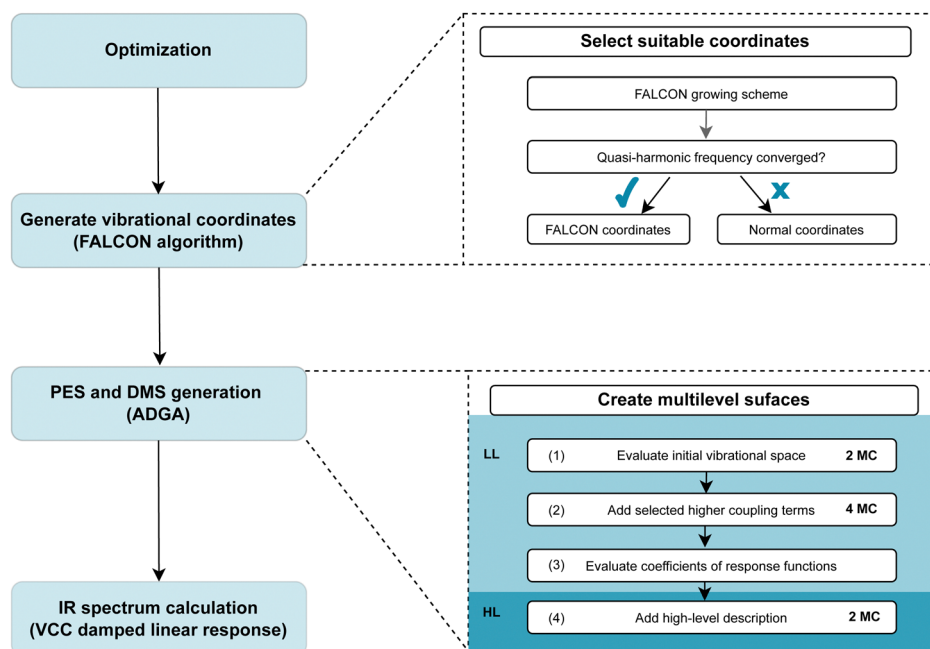 Optimization
Generate vibrational coordinates
(FALCON algorithm)
PES and DMS generation
(ADGA)
IR spectrum calculation
(VCC damped linear response)
Select suitable coordinates
FALCON growing scheme
Quasi-harmonic frequency converged?
FALCON coordinates
Normal coordinates
Create multilevel sufaces
LL
(1) Evaluate initial vibrational space 2 MC
(2) Add selected higher coupling terms 4 MC
(3) Evaluate coefficients of response functions
HL
(4) Add high-level description 2 MC